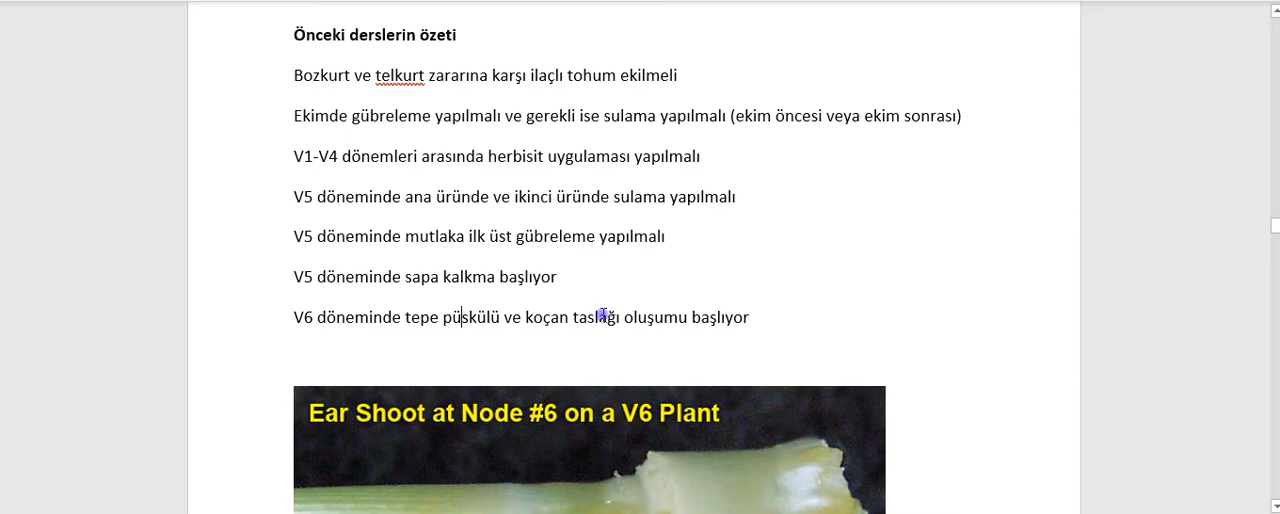 Önceki derslerin özeti
Bozkurt ve telkurt zararına karşı ilaçlı tohum ekilmeli
Ekimde gübreleme yapılmalı ve gerekli ise sulama yapılmalı (ekim öncesi veya ekim sonrası)
V1-V4 dönemleri arasında herbisit uygulaması yapılmalı
V5 döneminde ana üründe ve ikinci üründe sulama yapılmalı
V5 döneminde mutlaka ilk üst gübreleme yapılmalı
V5 döneminde sapa kalkma başlıyor
V6 döneminde tepe püskülü ve koçan taslağı oluşumu başlıyor
Ear Shoot at Node #6 on a V6 Plant